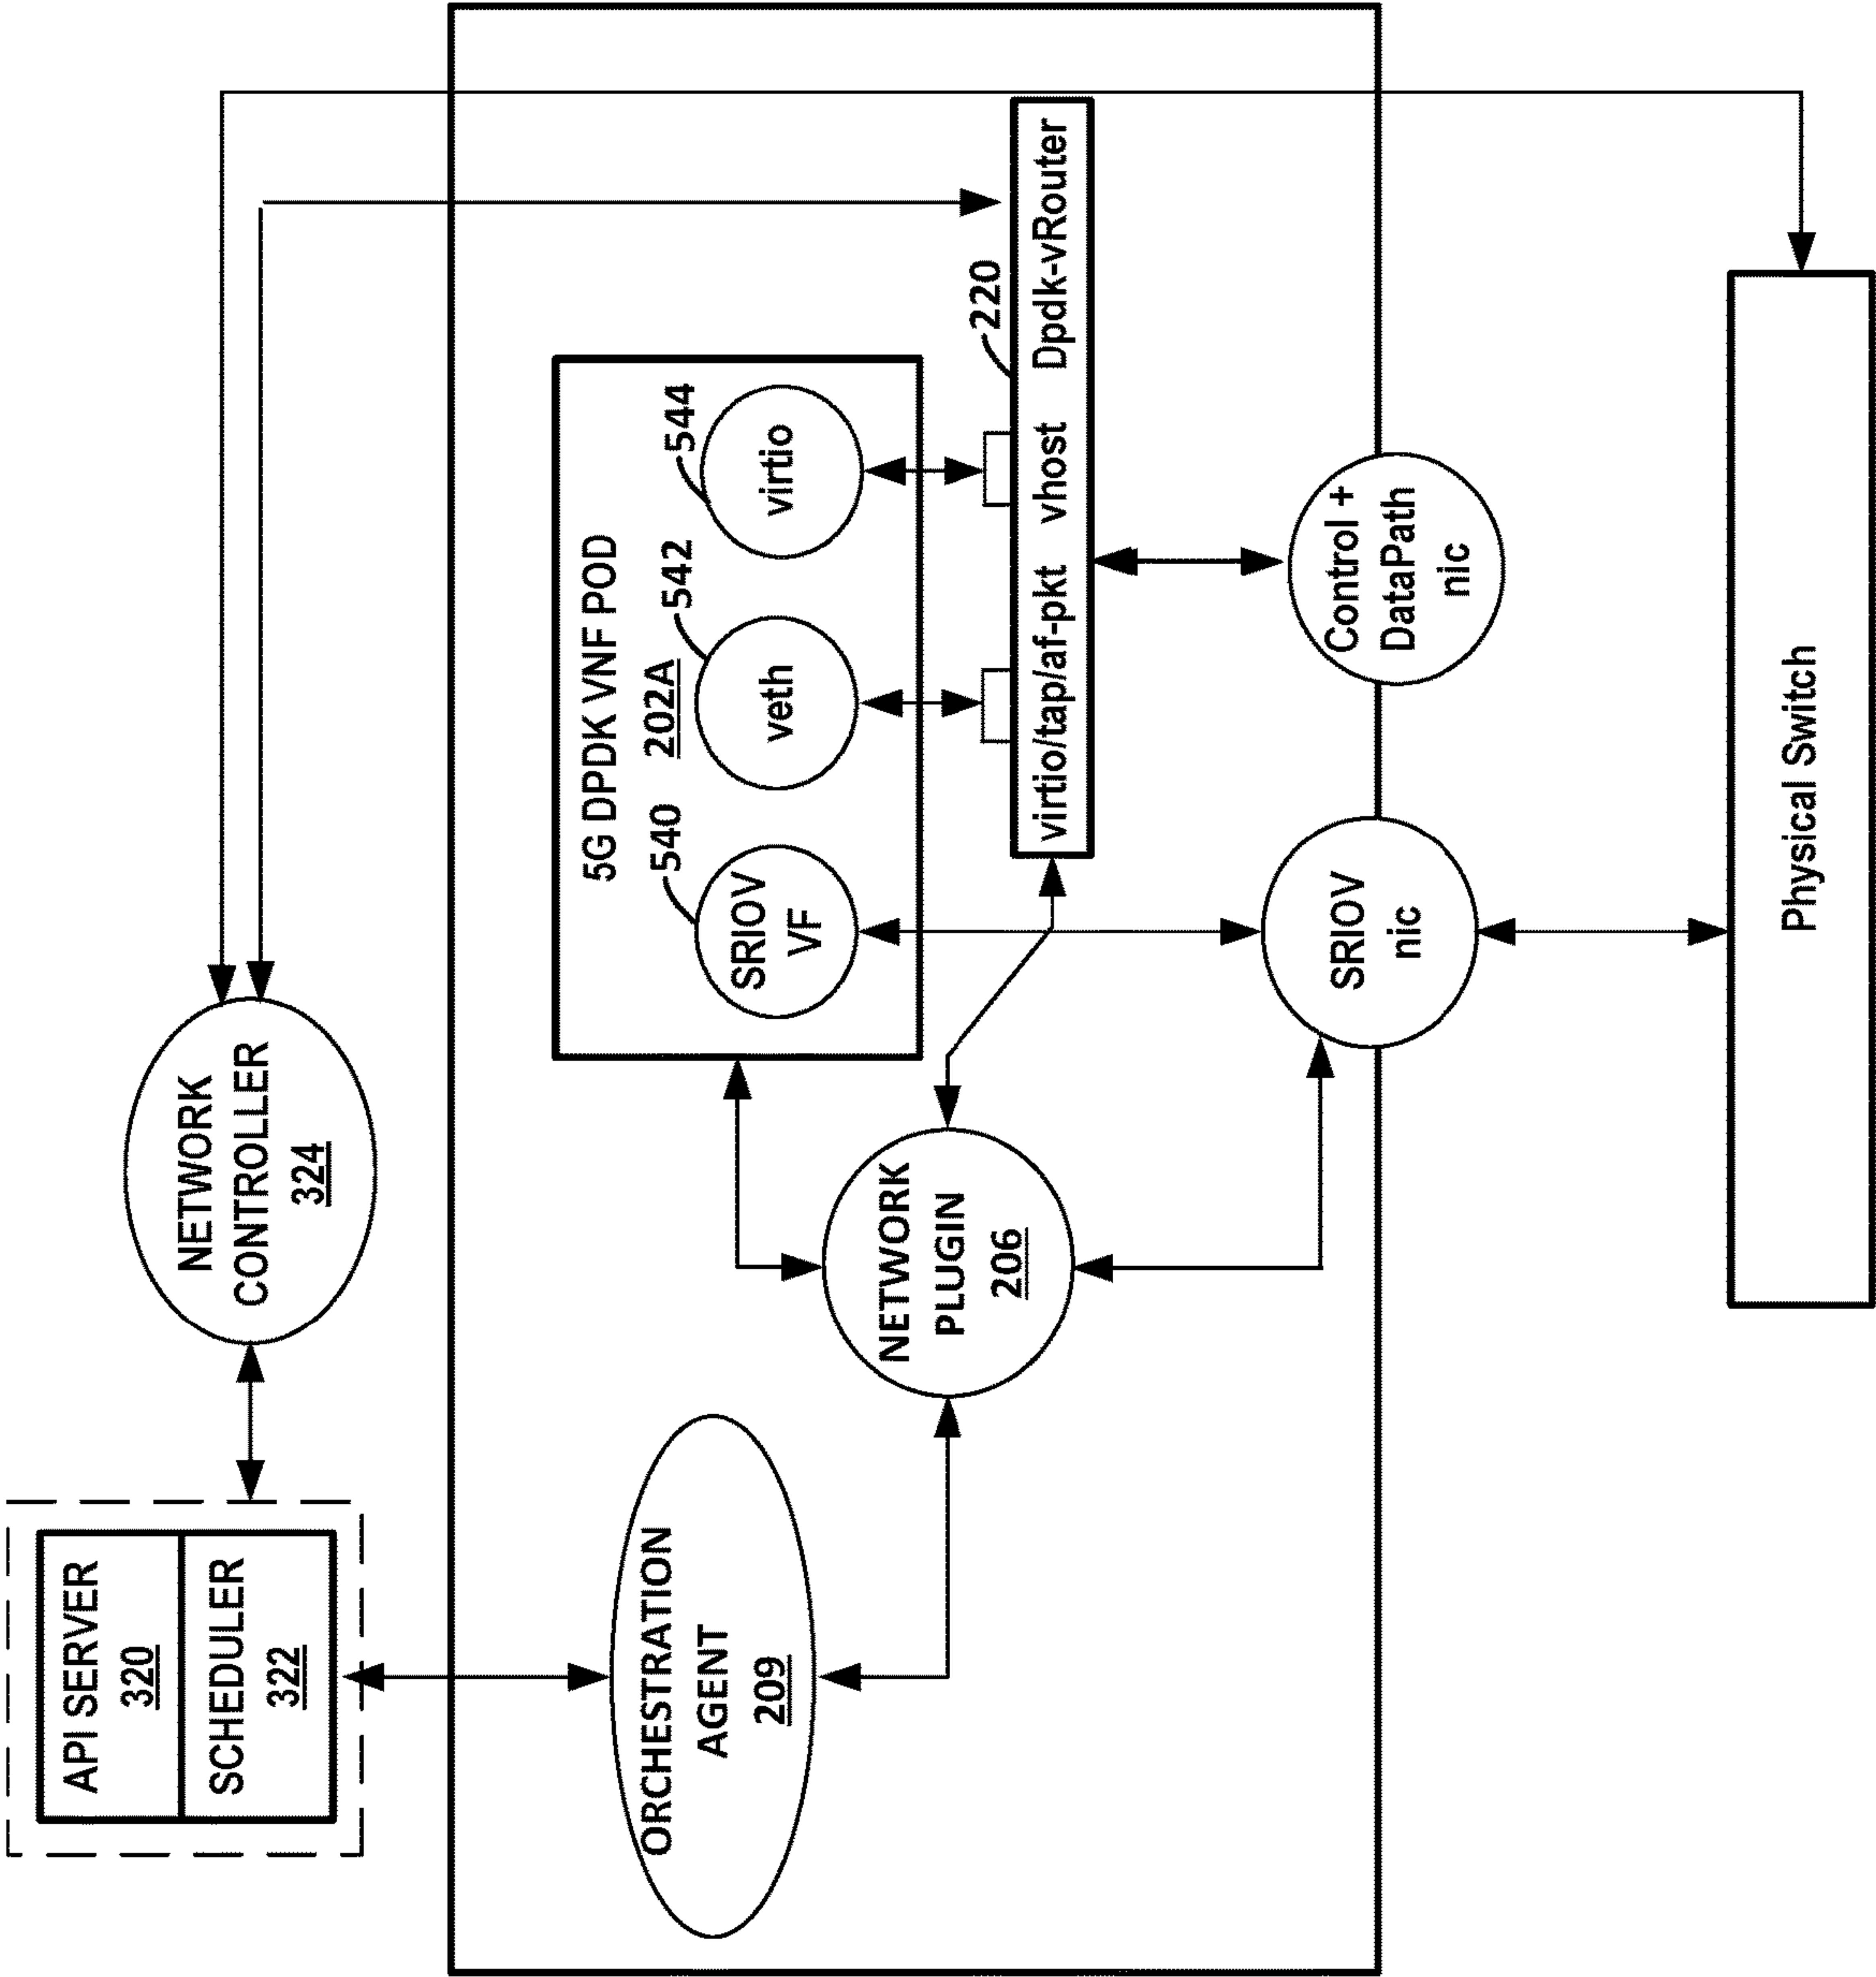 API SERVER
320
SCHEDULER
322
NETWORK
CONTROLLER
324
ORCHESTRATION
AGENT
209
NETWORK
PLUGIN
206
5G DPDK VNF POD
202A
540
542
544
SRIOV
VF
veth
virtio
220
virtio/tap/af-pkt vhost Dpdk-vRouter
SRIOV
nic
Control +
DataPath
nic
Physical Switch